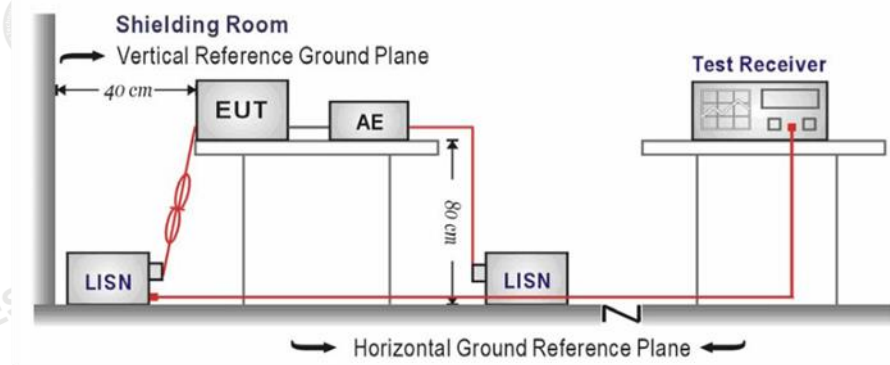 Shielding Room
Vertical Reference Ground Plane
Test Receiver
40 cm
EUT
AE
80 cm
LISN
LISN
Horizontal Ground Reference Plane